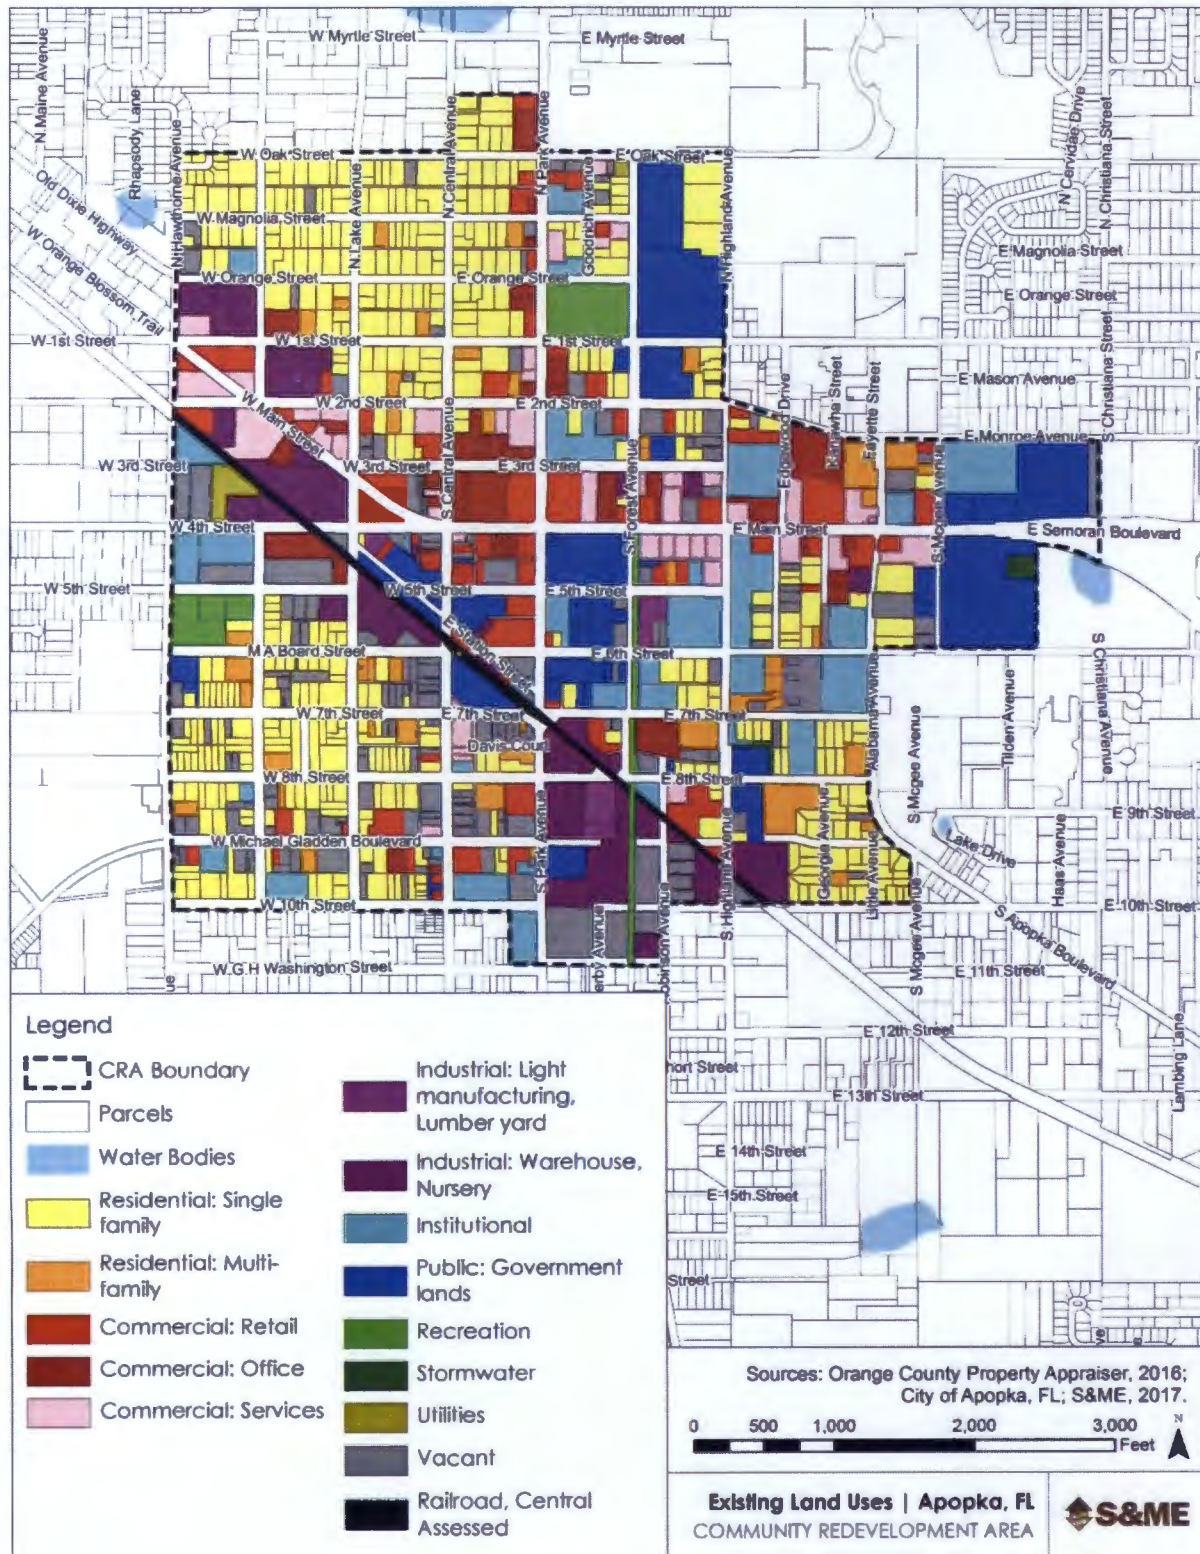 W Myrtle Street
E Myrtle Street
N Maine Avenue
Rhapsody Lane
N Hawthorne Avenue
N Lake Avenue
N Central Avenue
N Park Avenue
Goodrich Avenue
N Highland Avenue
N Cervidae Drive
N Christiana Street
W Oak Street
E Oak Street
Old Dixie Highway
W Orange Blossom Trail
W Magnolia Street
E Magnolia Street
W Orange Street
E Orange Street
E Orange Street
W 1st Street
W 1st Street
E 1st Street
S Christiana Street
E Mason Avenue
Edgewood Drive
Kanawha Street
Fayette Street
W 2nd Street
E 2nd Street
W Main Street
E Monroe Avenue
W 3rd Street
W 3rd Street
E 3rd Street
S Central Avenue
S Forest Avenue
S Mcgee Avenue
W 4th Street
E Main Street
E Semoran Boulevard
W 5th Street
W 5th Street
E 5th Street
E Station Street
M A Board Street
E 6th Street
S Christiana Avenue
W 7th Street
E 7th Street
E 7th Street
Davis Court
Alabama Avenue
S Mcgee Avenue
Tilden Avenue
W 8th Street
E 8th Street
E 9th Street
W Michael Gladden Boulevard
S Park Avenue
S Highland Avenue
Georgia Avenue
Little Avenue
Lake Drive
Haas Avenue
W 10th Street
E 10th Street
S Apopka Boulevard
erby Avenue
obinson Avenue
S Mcgee Avenue
W G H Washington Street
ue
E 11th Street
E 12th Street
Lambing Lane
hort Street
E 13th Street
E 14th Street
E 15th Street
Street
ve
e
Legend
CRA Boundary
Parcels
Water Bodies
Residential: Single
family
Residential: Multi-
family
Commercial: Retail
Commercial: Office
Commercial: Services
Industrial: Light
manufacturing,
Lumber yard
Industrial: Warehouse,
Nursery
Institutional
Public: Government
lands
Recreation
Stormwater
Utilities
Vacant
Railroad, Central
Assessed
Sources: Orange County Property Appraiser, 2016;
City of Apopka, FL; S&ME, 2017.
0 500 1,000 2,000 3,000
Feet
N
Existing Land Uses | Apopka, FL
COMMUNITY REDEVELOPMENT AREA
S&ME